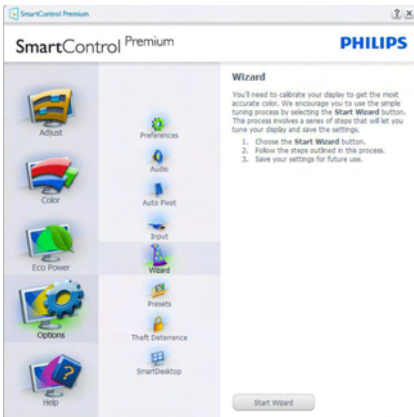 SmartControl Premium
SmartControl Premium
PHILIPS
Adjust
Color
Eco Power
Options
Help
Preferences
Audio
Auto Pivot
Input
Wizard
Presets
Theft Deterrence
SmartDesktop
Wizard
You'll need to calibrate your display to get the most
accurate color. We encourage you to use the simple
tuning process by selecting the Start Wizard button.
This process involves a series of steps that will let you
tune your display and save the settings.
1. Choose the Start Wizard button.
2. Follow the steps outlined in this process.
3. Save your settings for future use.
Start Wizard